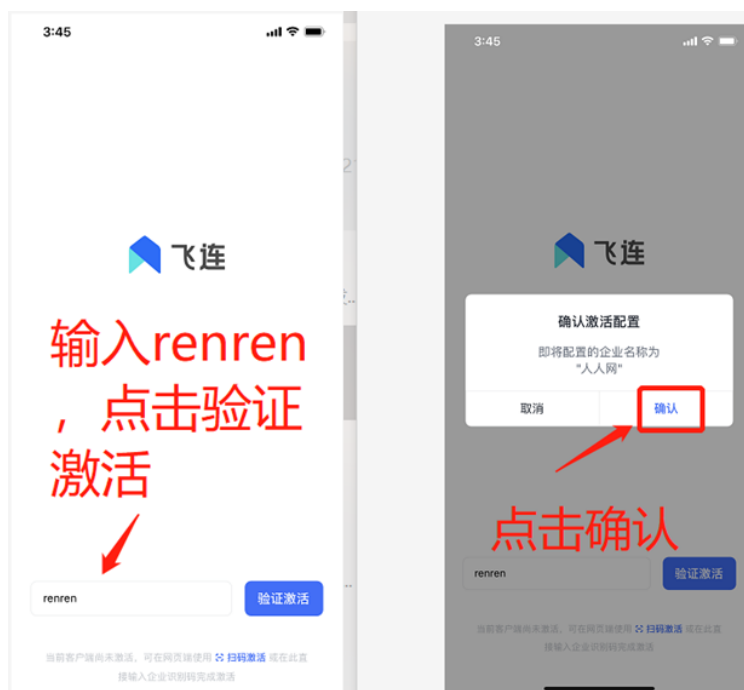 3:45
飞连
输入renren
，点击验证
激活
renren
验证激活
当前客户端尚未激活，可在网页端使用 扫码激活 或在此直
接输入企业识别码完成激活
3:45
飞连
确认激活配置
即将配置的企业名称为
"人人网"
取消
确认
点击确认
renren
验证激活
当前客户端尚未激活，可在网页端使用 扫码激活 或在此直
接输入企业识别码完成激活